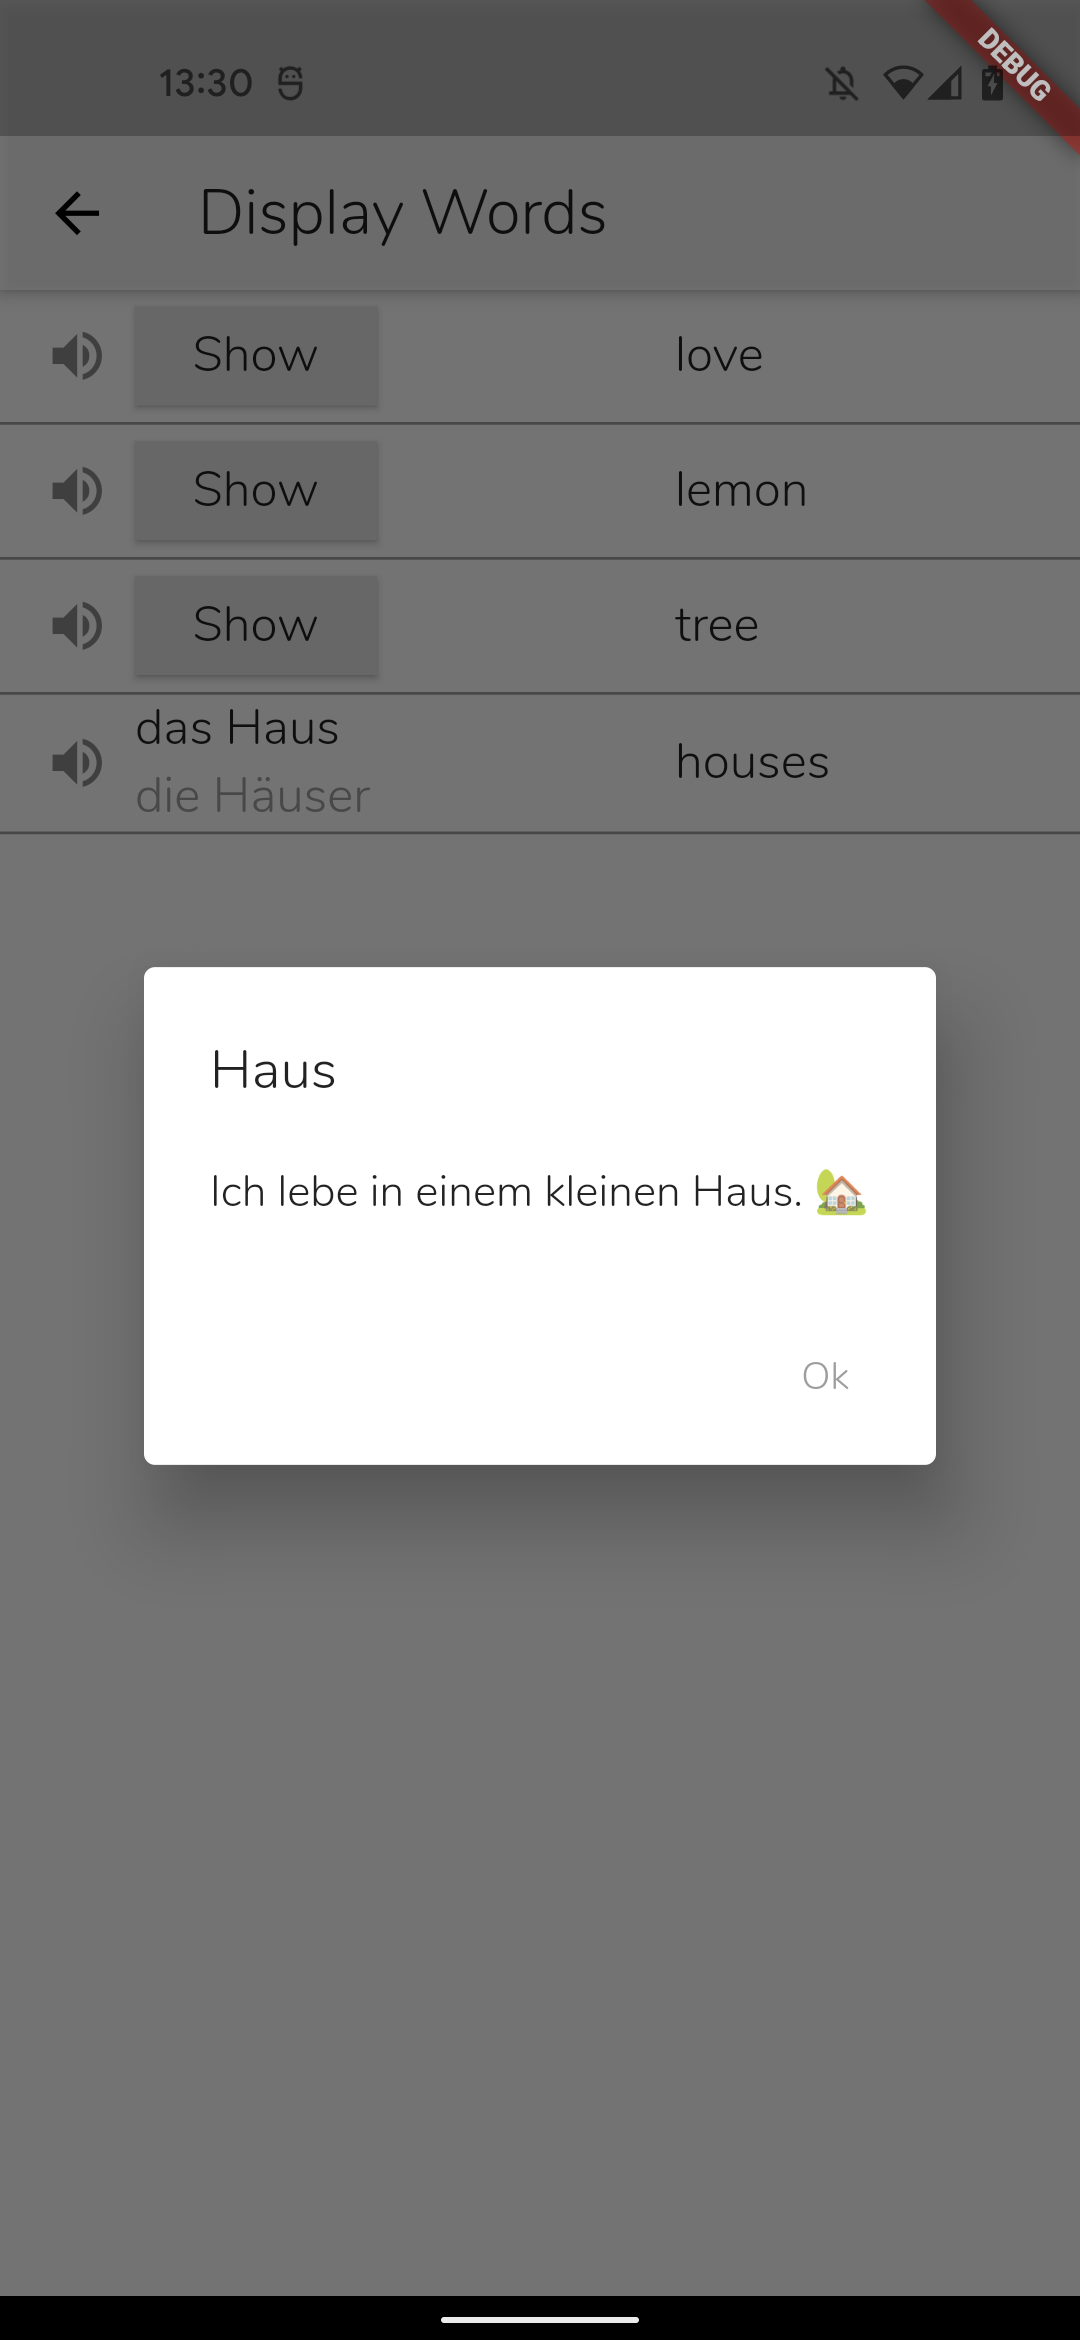 13:30
DEBUG
Display Words
Show love
Show lemon
Show tree
das Haus
die Häuser
houses
Haus
Ich lebe in einem kleinen Haus. 🏡
Ok